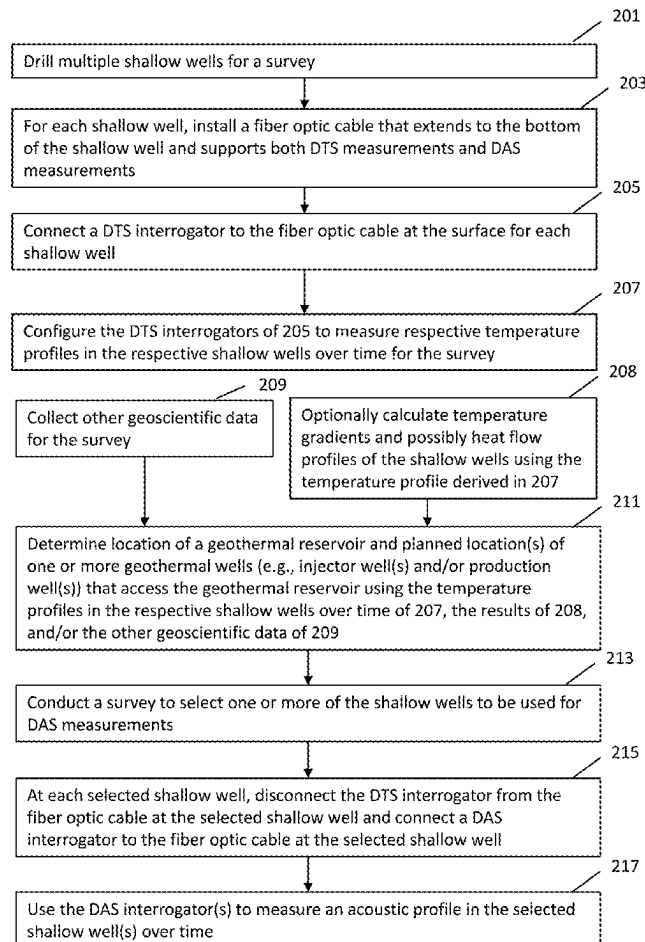 201
Drill multiple shallow wells for a survey
203
For each shallow well, install a fiber optic cable that extends to the bottom
of the shallow well and supports both DTS measurements and DAS
measurements
205
Connect a DTS interrogator to the fiber optic cable at the surface for each
shallow well
207
Configure the DTS interrogators of 205 to measure respective temperature
profiles in the respective shallow wells over time for the survey
209
Collect other geoscientific data
for the survey
208
Optionally calculate temperature
gradients and possibly heat flow
profiles of the shallow wells using the
temperature profile derived in 207
211
Determine location of a geothermal reservoir and planned location(s) of
one or more geothermal wells (e.g., injector well(s) and/or production
well(s)) that access the geothermal reservoir using the temperature
profiles in the respective shallow wells over time of 207, the results of 208,
and/or the other geoscientific data of 209
213
Conduct a survey to select one or more of the shallow wells to be used for
DAS measurements
215
At each selected shallow well, disconnect the DTS interrogator from the
fiber optic cable at the selected shallow well and connect a DAS
interrogator to the fiber optic cable at the selected shallow well
217
Use the DAS interrogator(s) to measure an acoustic profile in the selected
shallow well(s) over time